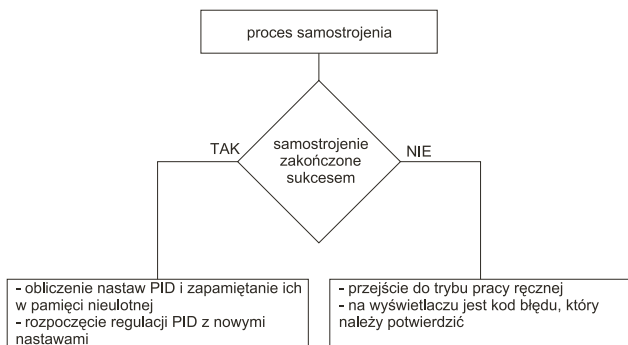 proces samostrojenia
TAK
samostrojenie
zakończone
sukcesem
NIE
- obliczenie nastaw PID i zapamiętanie ich
w pamięci nieulotnej
- rozpoczęcie regulacji PID z nowymi
nastawami
- przejście do trybu pracy ręcznej
- na wyświetlaczu jest kod błędu, który
należy potwierdzić